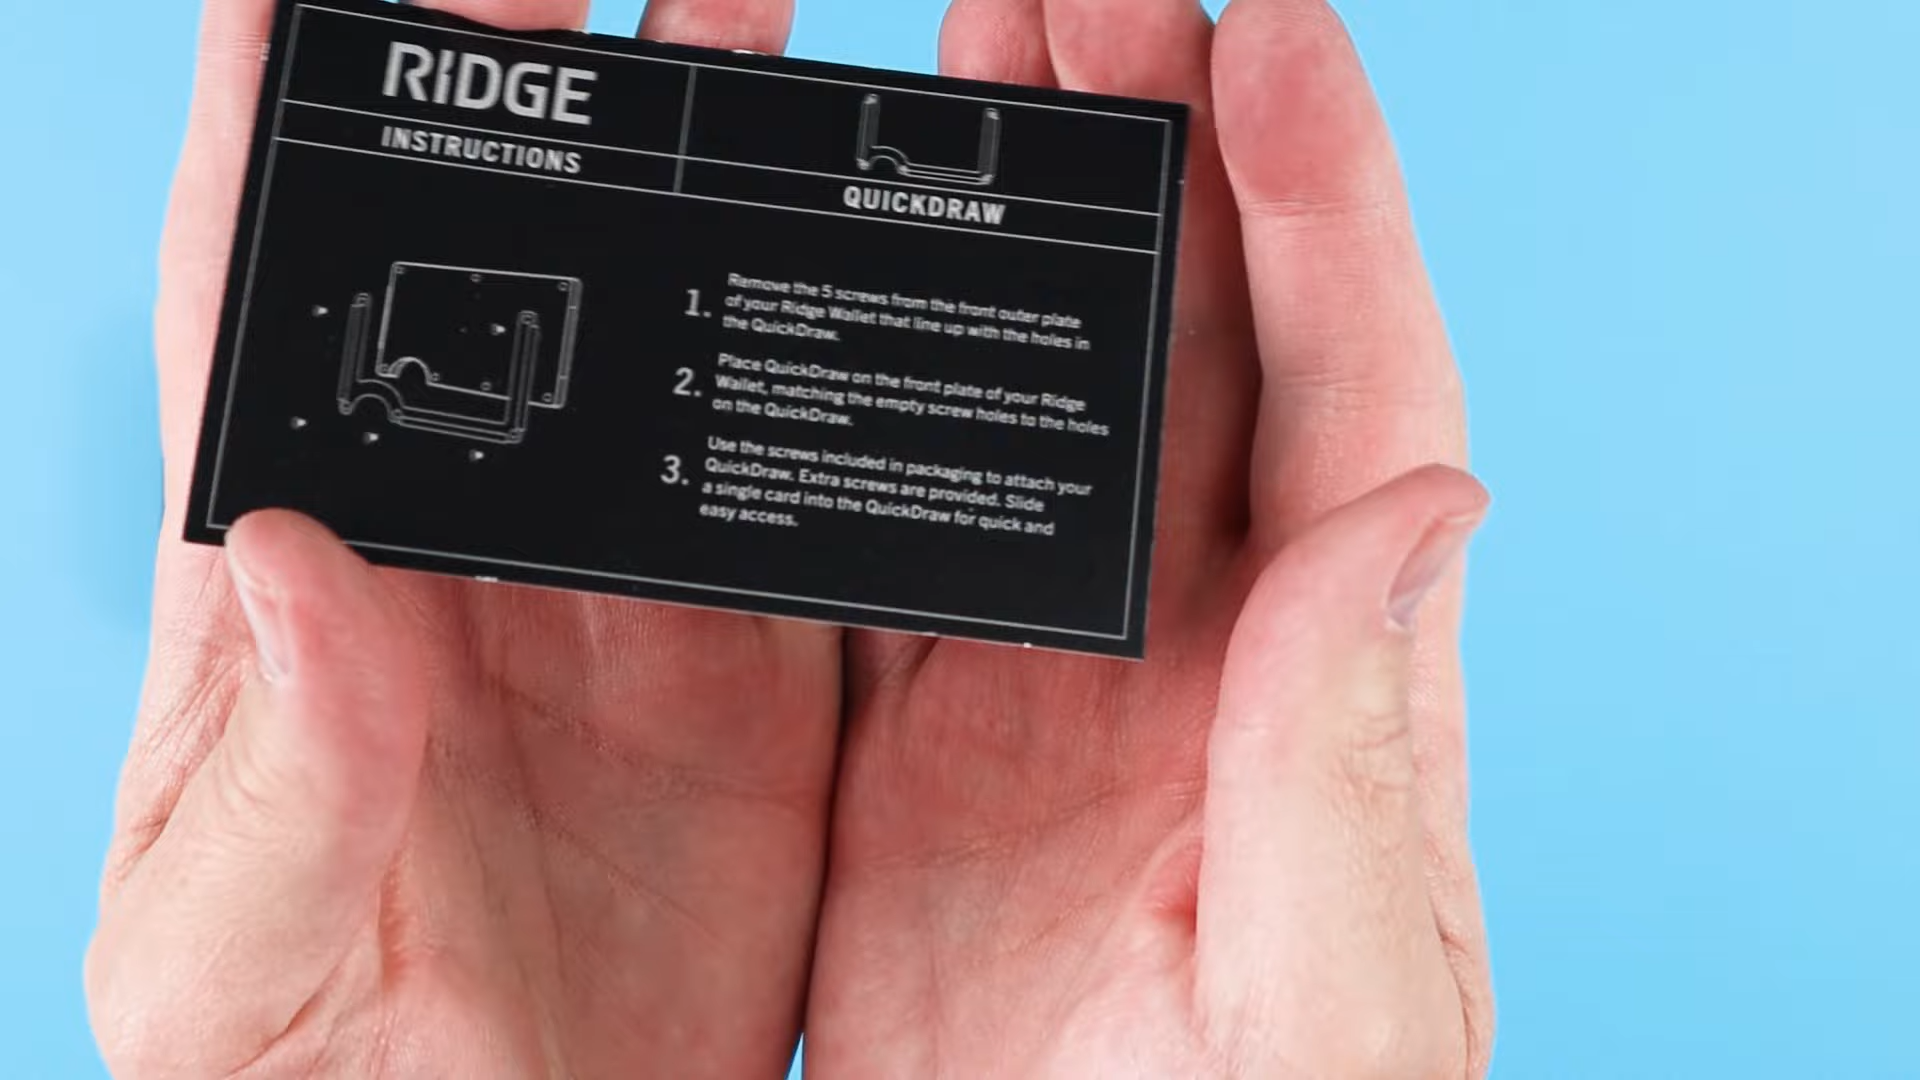 RIDGE
INSTRUCTIONS
QUICKDRAW
1. Remove the 5 screws from the front outer plate
of your Ridge Wallet that line up with the holes in
the QuickDraw.
2. Place QuickDraw on the front plate of your Ridge
Wallet, matching the empty screw holes to the holes
on the QuickDraw.
3. Use the screws included in packaging to attach your
QuickDraw. Extra screws are provided. Slide
a single card into the QuickDraw for quick and
easy access.